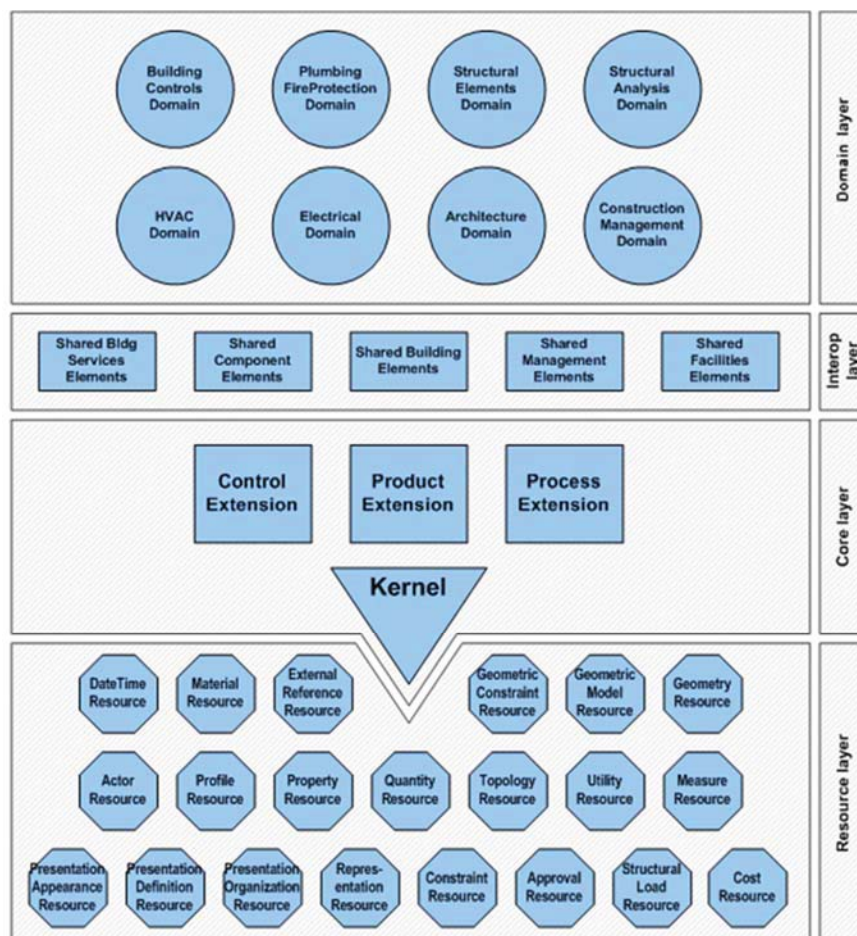 Building
Controls
Domain
Plumbing
FireProtection
Domain
Structural
Elements
Domain
Structural
Analysis
Domain
HVAC
Domain
Electrical
Domain
Architecture
Domain
Construction
Management
Domain
Domain layer
Shared Bldg
Services
Elements
Shared
Component
Elements
Shared Building
Elements
Shared
Management
Elements
Shared
Facilities
Elements
Interop
layer
Control
Extension
Product
Extension
Process
Extension
Kernel
Core layer
DateTime
Resource
Material
Resource
External
Reference
Resource
Geometric
Constraint
Resource
Geometric
Model
Resource
Geometry
Resource
Actor
Resource
Profile
Resource
Property
Resource
Quantity
Resource
Topology
Resource
Utility
Resource
Measure
Resource
Presentation
Appearance
Resource
Presentation
Definition
Resource
Presentation
Organization
Resource
Repres-
entation
Resource
Constraint
Resource
Approval
Resource
Structural
Load
Resource
Cost
Resource
Resource layer